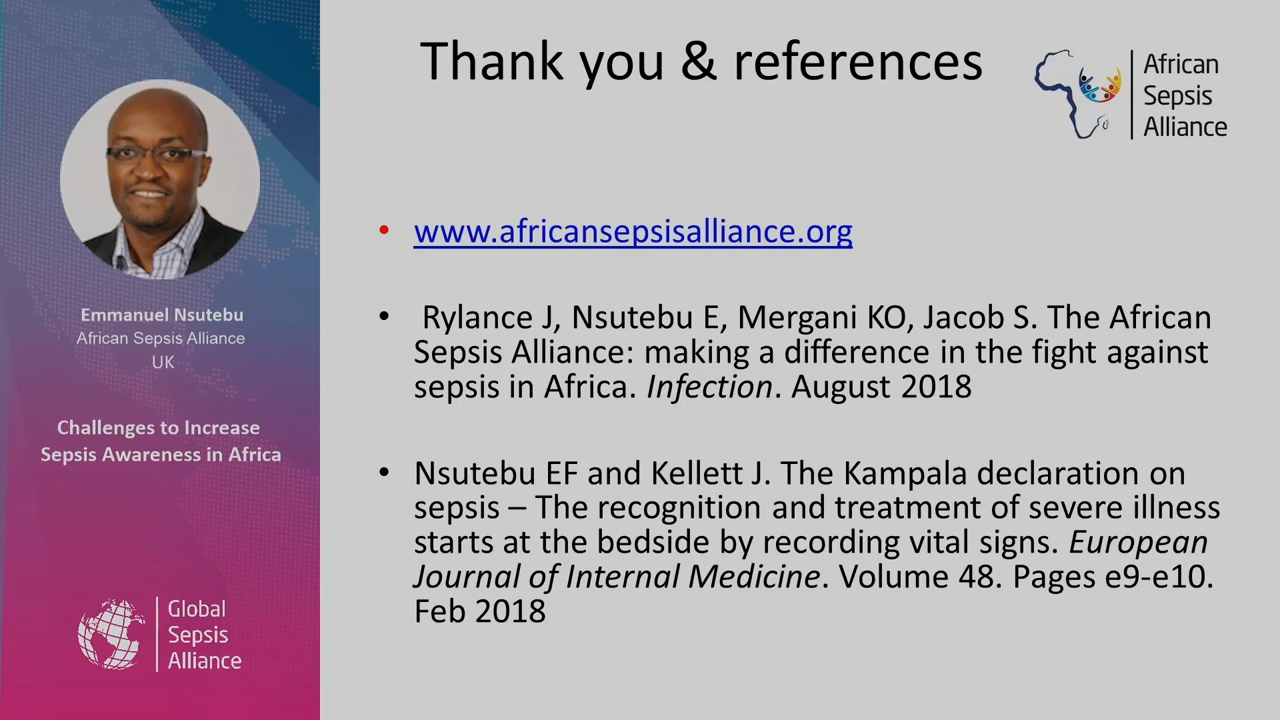 Thank you & references
African
Sepsis
Alliance
Emmanuel Nsutebu
African Sepsis Alliance
UK
Challenges to Increase
Sepsis Awareness in Africa
Global
Sepsis
Alliance
• www.africansepsisalliance.org
• Rylance J, Nsutebu E, Mergani KO, Jacob S. The African
Sepsis Alliance: making a difference in the fight against
sepsis in Africa. Infection. August 2018
• Nsutebu EF and Kellett J. The Kampala declaration on
sepsis – The recognition and treatment of severe illness
starts at the bedside by recording vital signs. European
Journal of Internal Medicine. Volume 48. Pages e9-e10.
Feb 2018